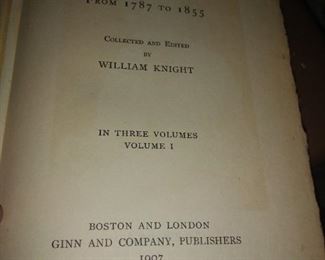 FROM 1787 TO 1855
COLLECTED AND EDITED
BY
WILLIAM KNIGHT
IN THREE VOLUMES
VOLUME I
BOSTON AND LONDON
GINN AND COMPANY, PUBLISHERS
1907